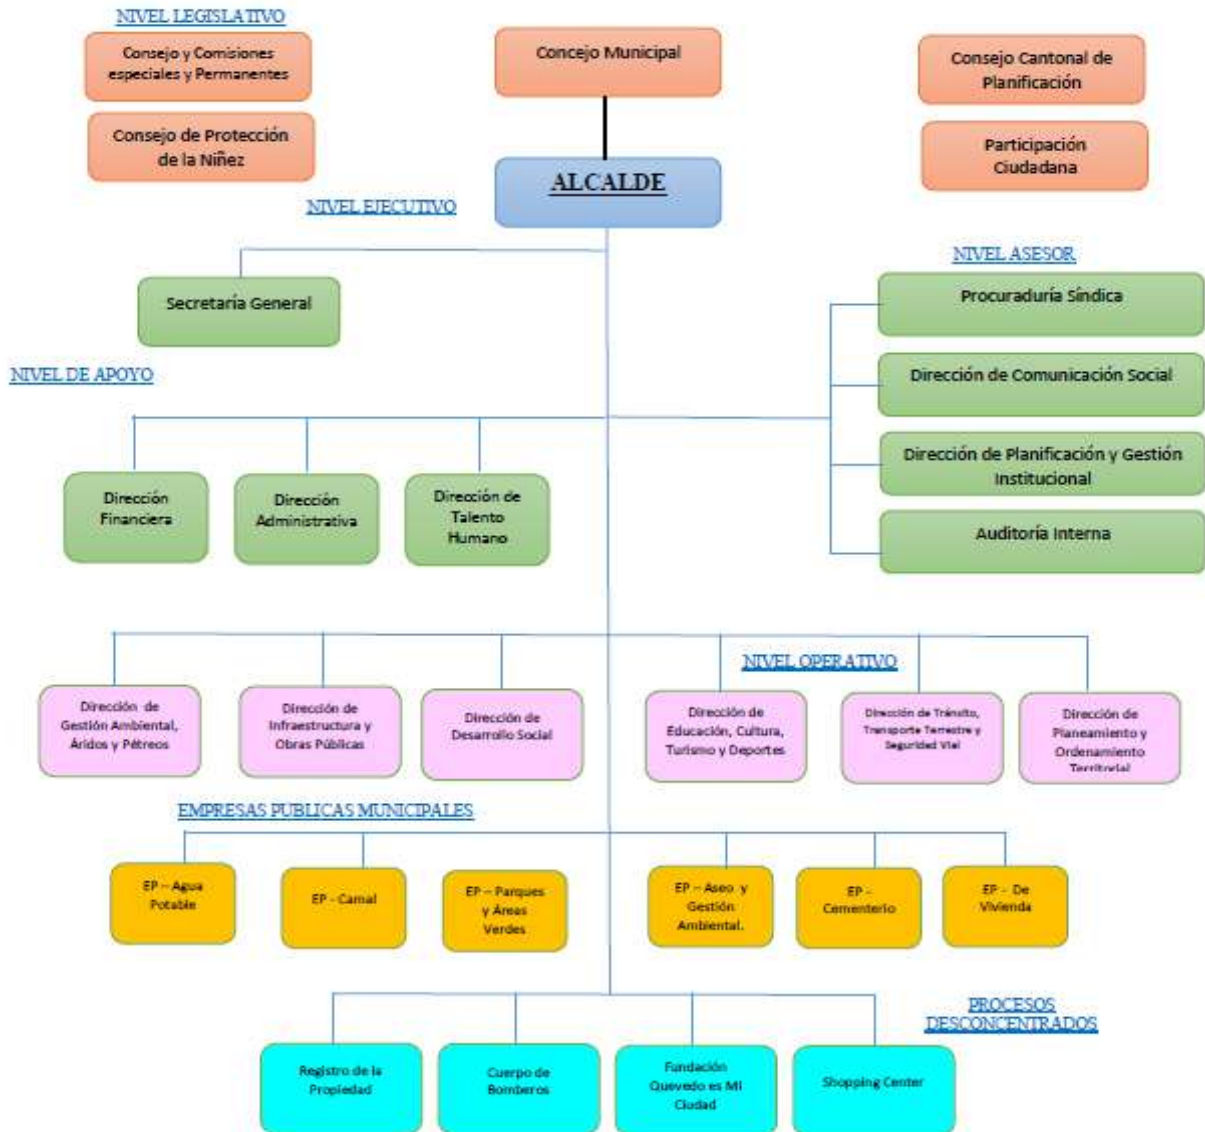 NIVEL LEGISLATIVO
Consejo y Comisiones
especiales y Permanentes
Consejo de Protección
de la Niñez
Concejo Municipal
Consejo Cantonal de
Planificación
Participación
Ciudadana
ALCALDE
NIVEL EJECUTIVO
Secretaría General
NIVEL ASESOR
Procuraduría Síndica
Dirección de Comunicación Social
Dirección de Planificación y Gestión
Institucional
Auditoría Interna
NIVEL DE APOYO
Dirección
Financiera
Dirección
Administrativa
Dirección de
Talento
Humano
NIVEL OPERATIVO
Dirección de
Gestión Ambiental,
Áridos y Pétreos
Dirección de
Infraestructura y
Obras Públicas
Dirección de
Desarrollo Social
Dirección de
Educación, Cultura,
Turismo y Deportes
Dirección de Tránsito,
Transporte Terrestre y
Seguridad Vial
Dirección de
Planeamiento y
Ordenamiento
Territorial
EMPRESAS PUBLICAS MUNICIPALES
EP – Agua
Potable
EP - Camal
EP – Parques
y Áreas
Verdes
EP – Aseo y
Gestión
Ambiental.
EP -
Cementerio
EP - De
Vivienda
PROCESOS
DESCONCENTRADOS
Registro de la
Propiedad
Cuerpo de
Bomberos
Fundación
Quevedo es Mi
Ciudad
Shopping Center